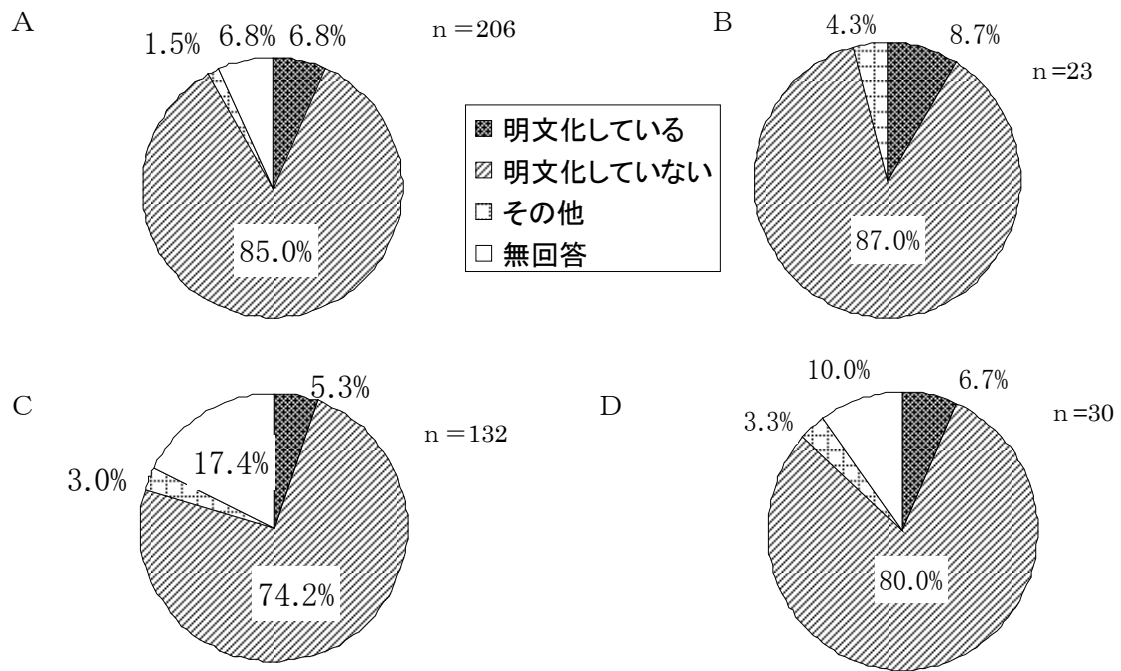 A
1.5% 6.8% 6.8%
n＝206
85.0%
B
4.3% 8.7%
n=23
87.0%
明文化している
明文化していない
その他
無回答
C
5.3%
n＝132
17.4%
3.0%
74.2%
D
10.0% 6.7%
n=30
3.3%
80.0%